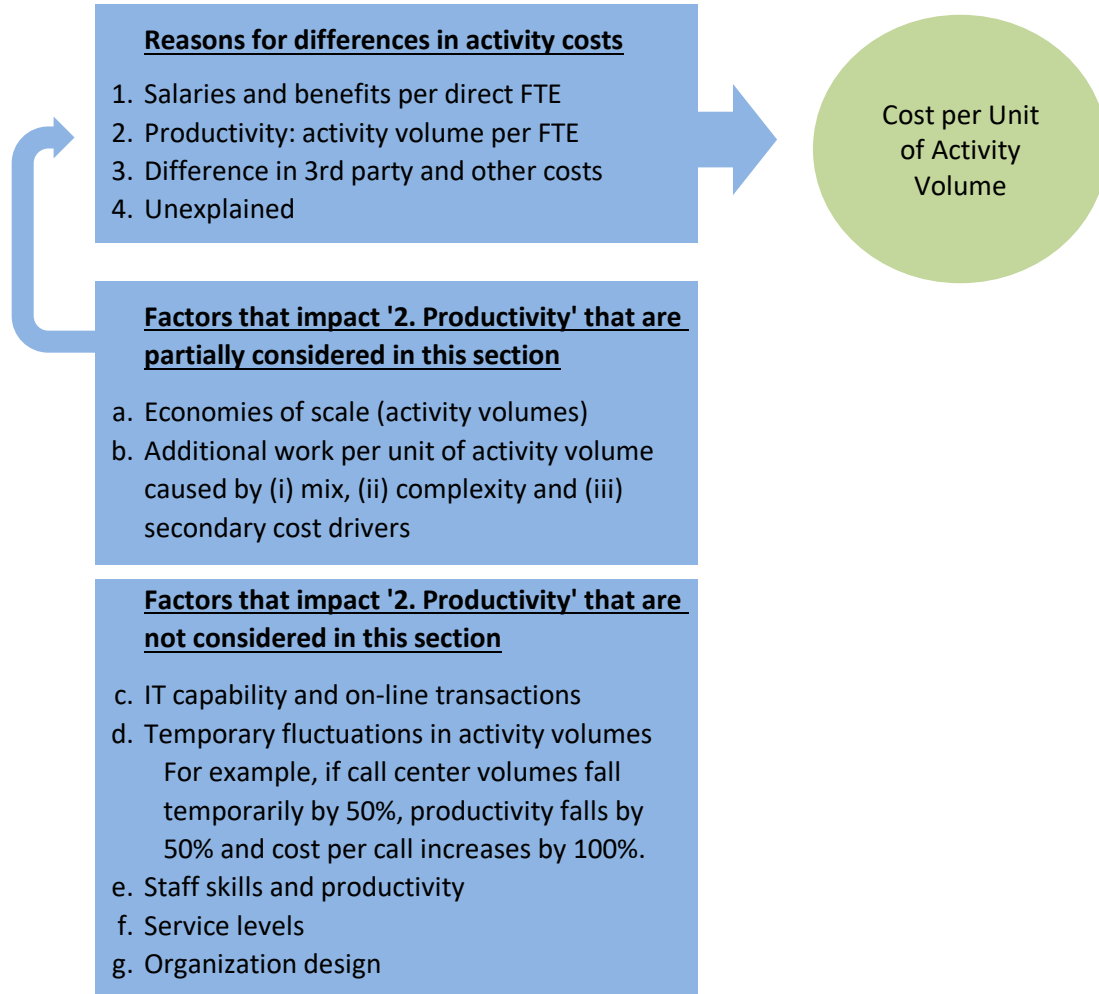 Reasons for differences in activity costs
1. Salaries and benefits per direct FTE
2. Productivity: activity volume per FTE
3. Difference in 3rd party and other costs
4. Unexplained
Cost per Unit
of Activity
Volume
Factors that impact '2. Productivity' that are
partially considered in this section
a. Economies of scale (activity volumes)
b. Additional work per unit of activity volume
caused by (i) mix, (ii) complexity and (iii)
secondary cost drivers
Factors that impact '2. Productivity' that are
not considered in this section
c. IT capability and on-line transactions
d. Temporary fluctuations in activity volumes
For example, if call center volumes fall
temporarily by 50%, productivity falls by
50% and cost per call increases by 100%.
e. Staff skills and productivity
f. Service levels
g. Organization design